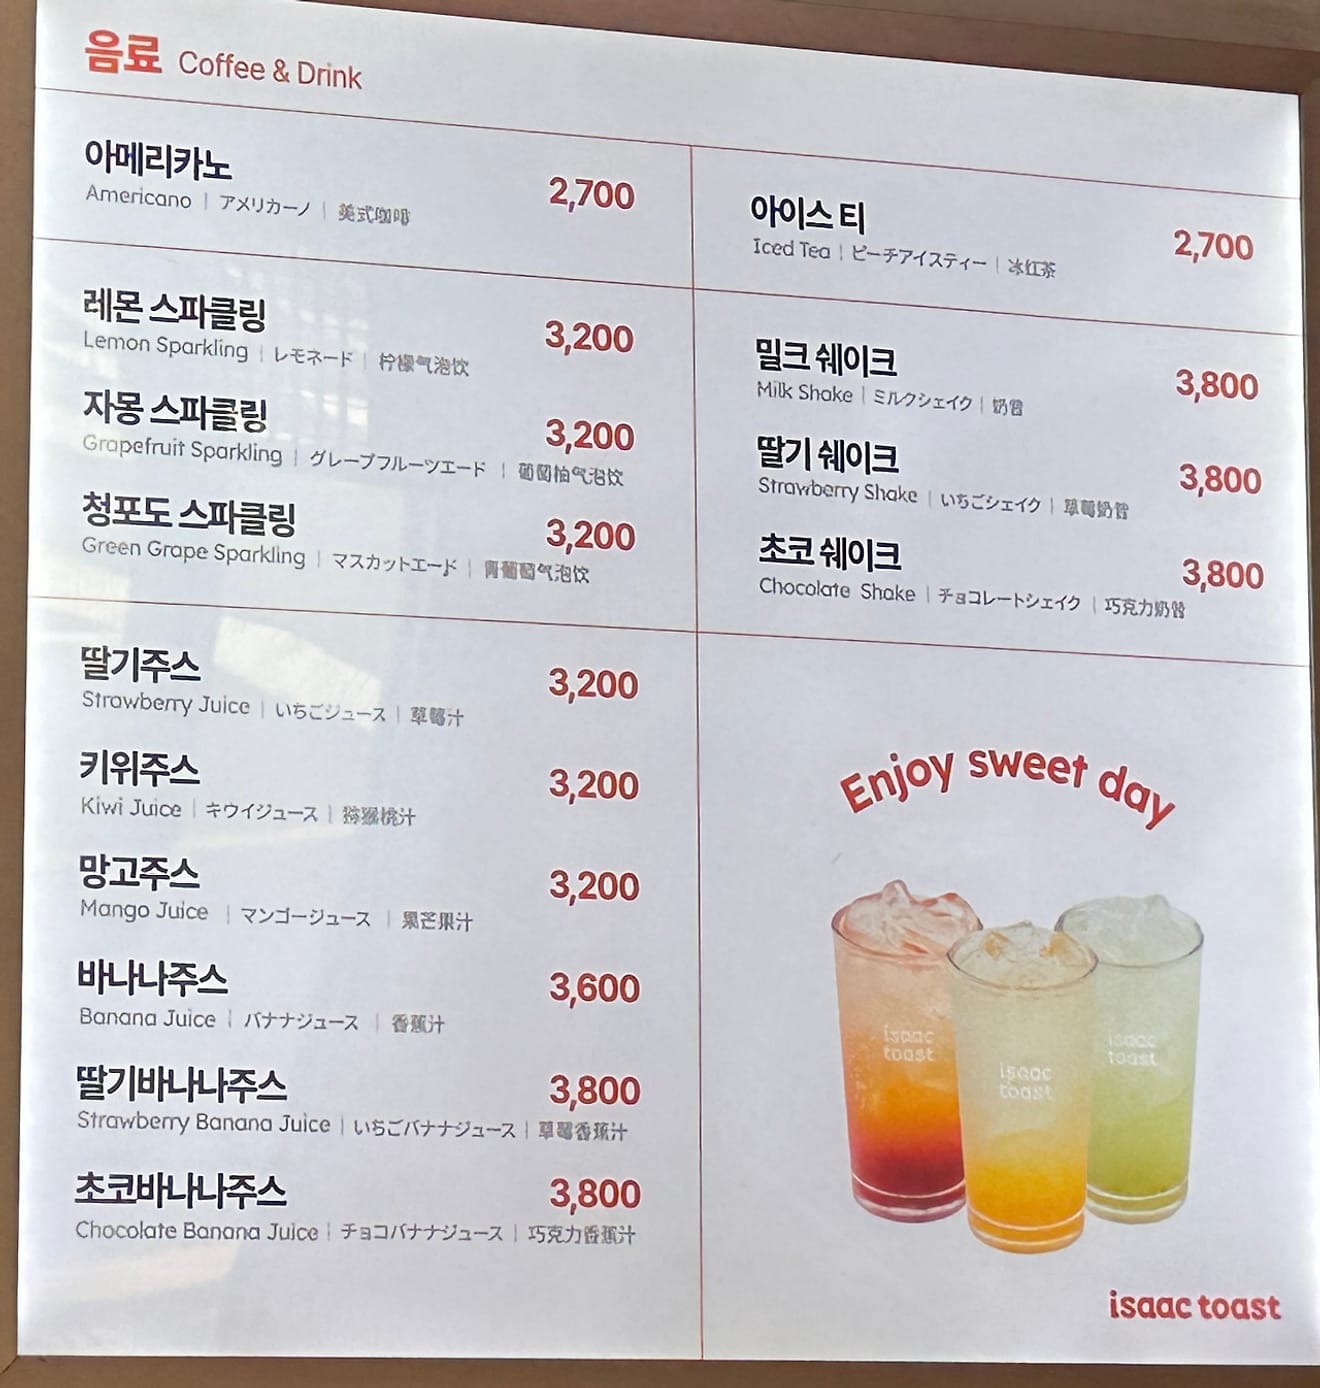 음료 Coffee & Drink
아메리카노 2,700
Americano | アメリカーノ | 美式咖啡
레몬 스파클링 3,200
Lemon Sparkling | レモネード | 柠檬气泡饮
자몽 스파클링 3,200
Grapefruit Sparkling | グレープフルーツエード | 葡萄柚气泡饮
청포도 스파클링 3,200
Green Grape Sparkling | マスカットエード | 青葡萄气泡饮
딸기주스 3,200
Strawberry Juice | いちごジュース | 草莓汁
키위주스 3,200
Kiwi Juice | キウイジュース | 猕猴桃汁
망고주스 3,200
Mango Juice | マンゴージュース | 果芒果汁
바나나주스 3,600
Banana Juice | バナナジュース | 香蕉汁
딸기바나나주스 3,800
Strawberry Banana Juice | いちごバナナジュース | 草莓香蕉汁
초코바나나주스 3,800
Chocolate Banana Juice | チョコバナナジュース | 巧克力香蕉汁
아이스 티 2,700
Iced Tea | ピーチアイスティー | 冰红茶
밀크 쉐이크 3,800
Milk Shake | ミルクシェイク | 奶昔
딸기 쉐이크 3,800
Strawberry Shake | いちごシェイク | 草莓奶昔
초코 쉐이크 3,800
Chocolate Shake | チョコレートシェイク | 巧克力奶昔
Enjoy sweet day
isaac
toast
isaac
toast
isaac
toast
isaac toast